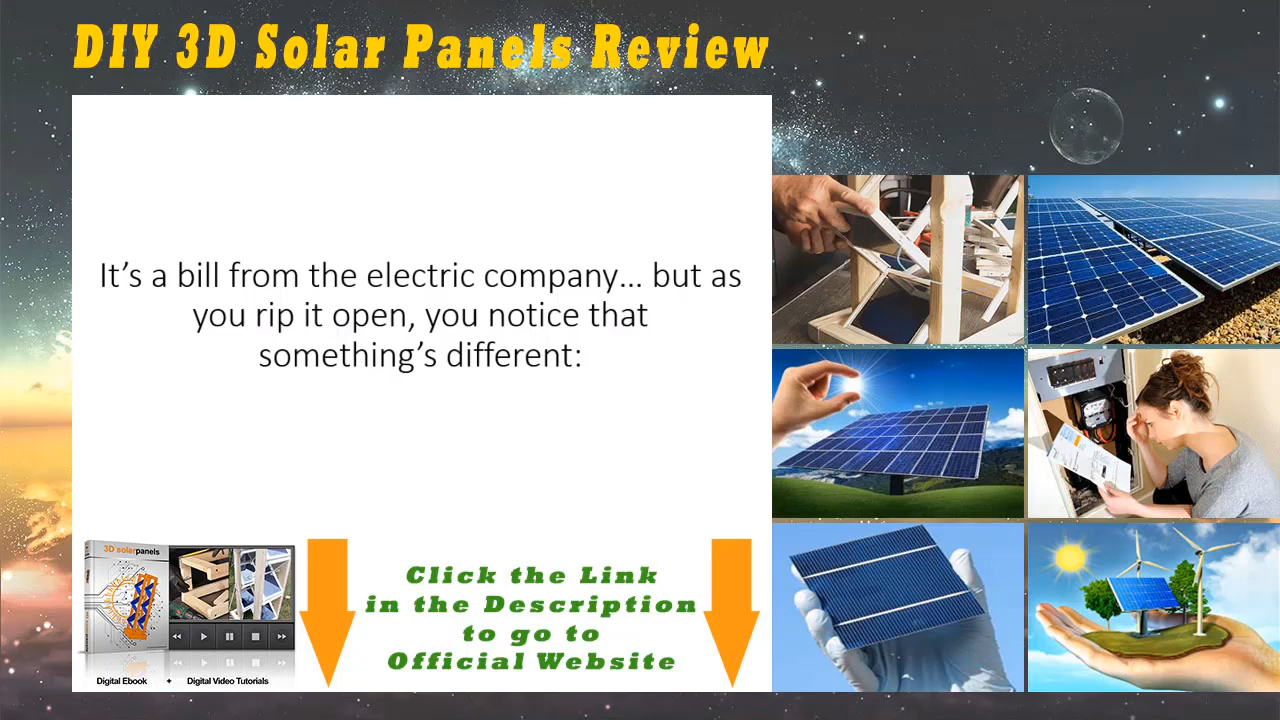 DIY 3D Solar Panels Review
It’s a bill from the electric company… but as
you rip it open, you notice that
something’s different:
3D solarpanels
Click the Link
in the Description
to go to
Official Website
Digital Ebook + Digital Video Tutorials